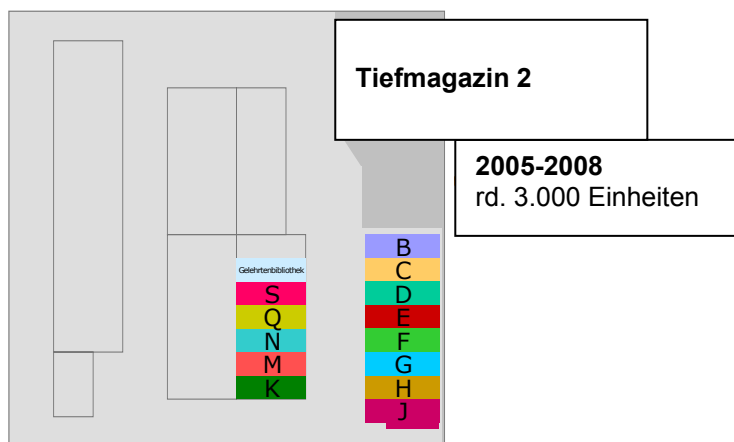 Tiefmagazin 2
2005-2008
rd. 3.000 Einheiten
Gelehrtenbibliothek
S
Q
N
M
K
B
C
D
E
F
G
H
J